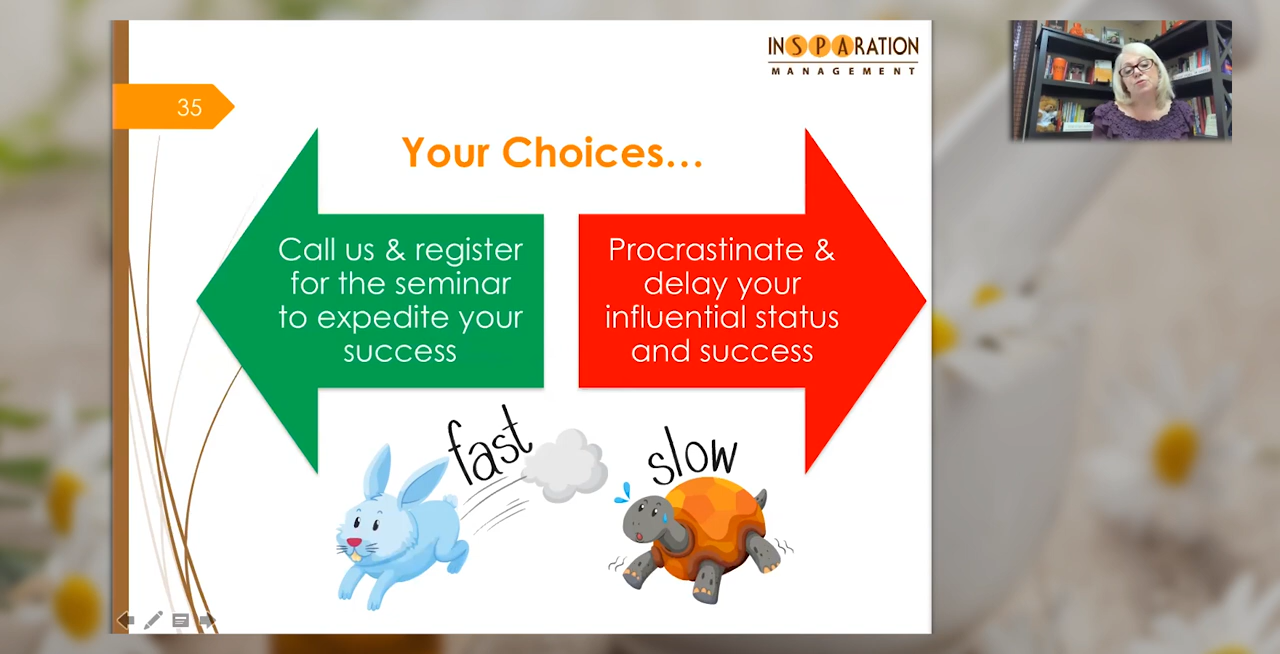 INSPARATION
MANAGEMENT
35
Your Choices...
Call us & register
for the seminar
to expedite your
success
Procrastinate &
delay your
influential status
and success
fast
slow